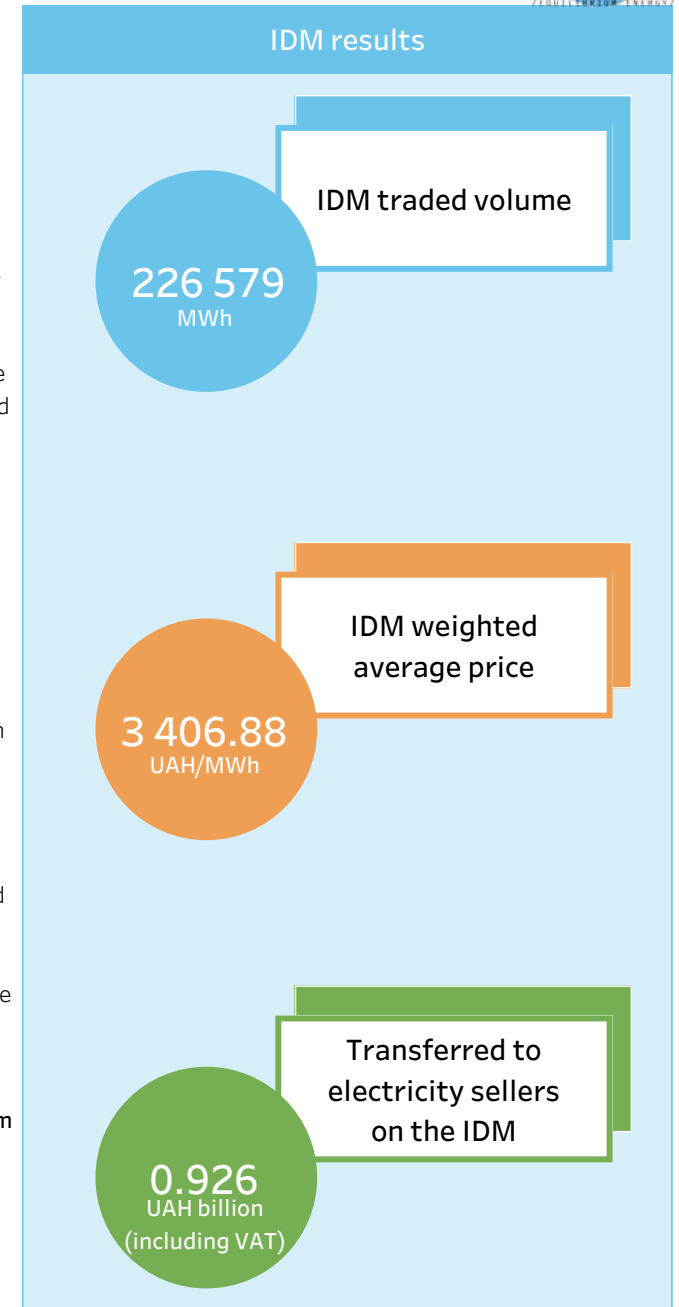 IDM results
IDM traded volume
226 579
MWh
IDM weighted
average price
3 406.88
UAH/MWh
Transferred to
electricity sellers
on the IDM
0.926
UAH billion
(including VAT)